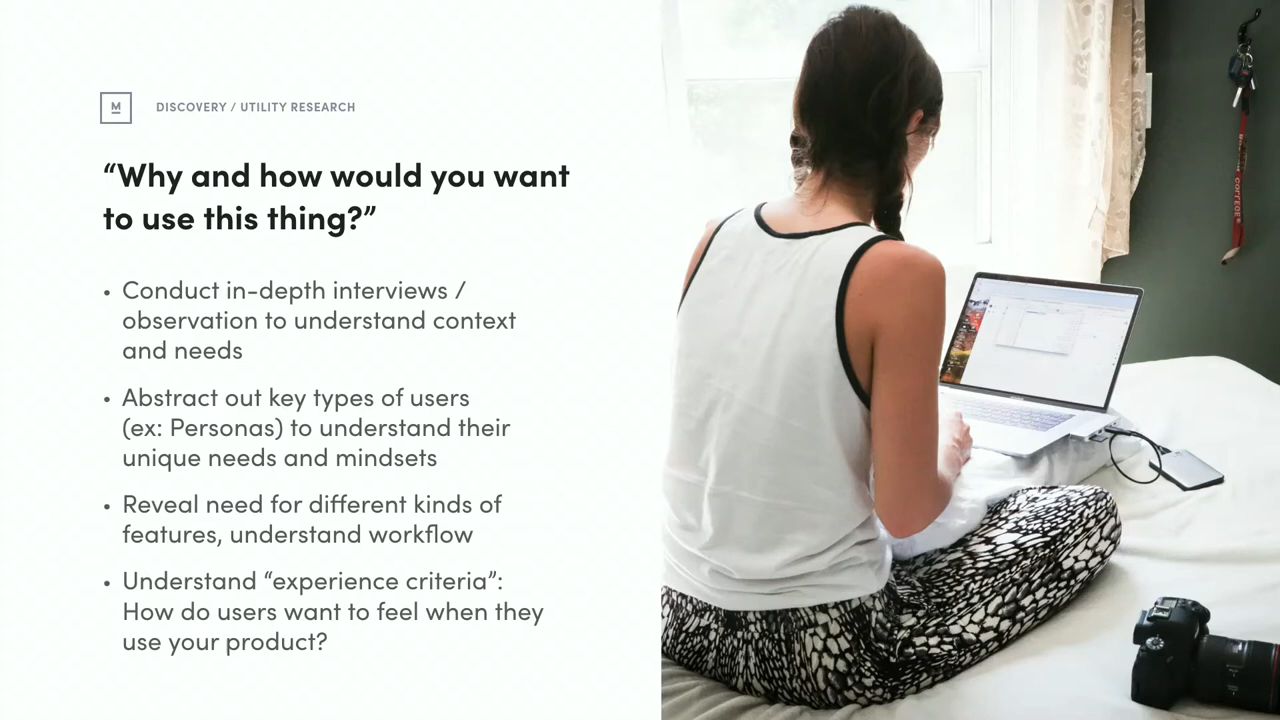 M
DISCOVERY / UTILITY RESEARCH
“Why and how would you want
to use this thing?”
• Conduct in-depth interviews /
observation to understand context
and needs
• Abstract out key types of users
(ex: Personas) to understand their
unique needs and mindsets
• Reveal need for different kinds of
features, understand workflow
• Understand “experience criteria”:
How do users want to feel when they
use your product?
COLLEGE